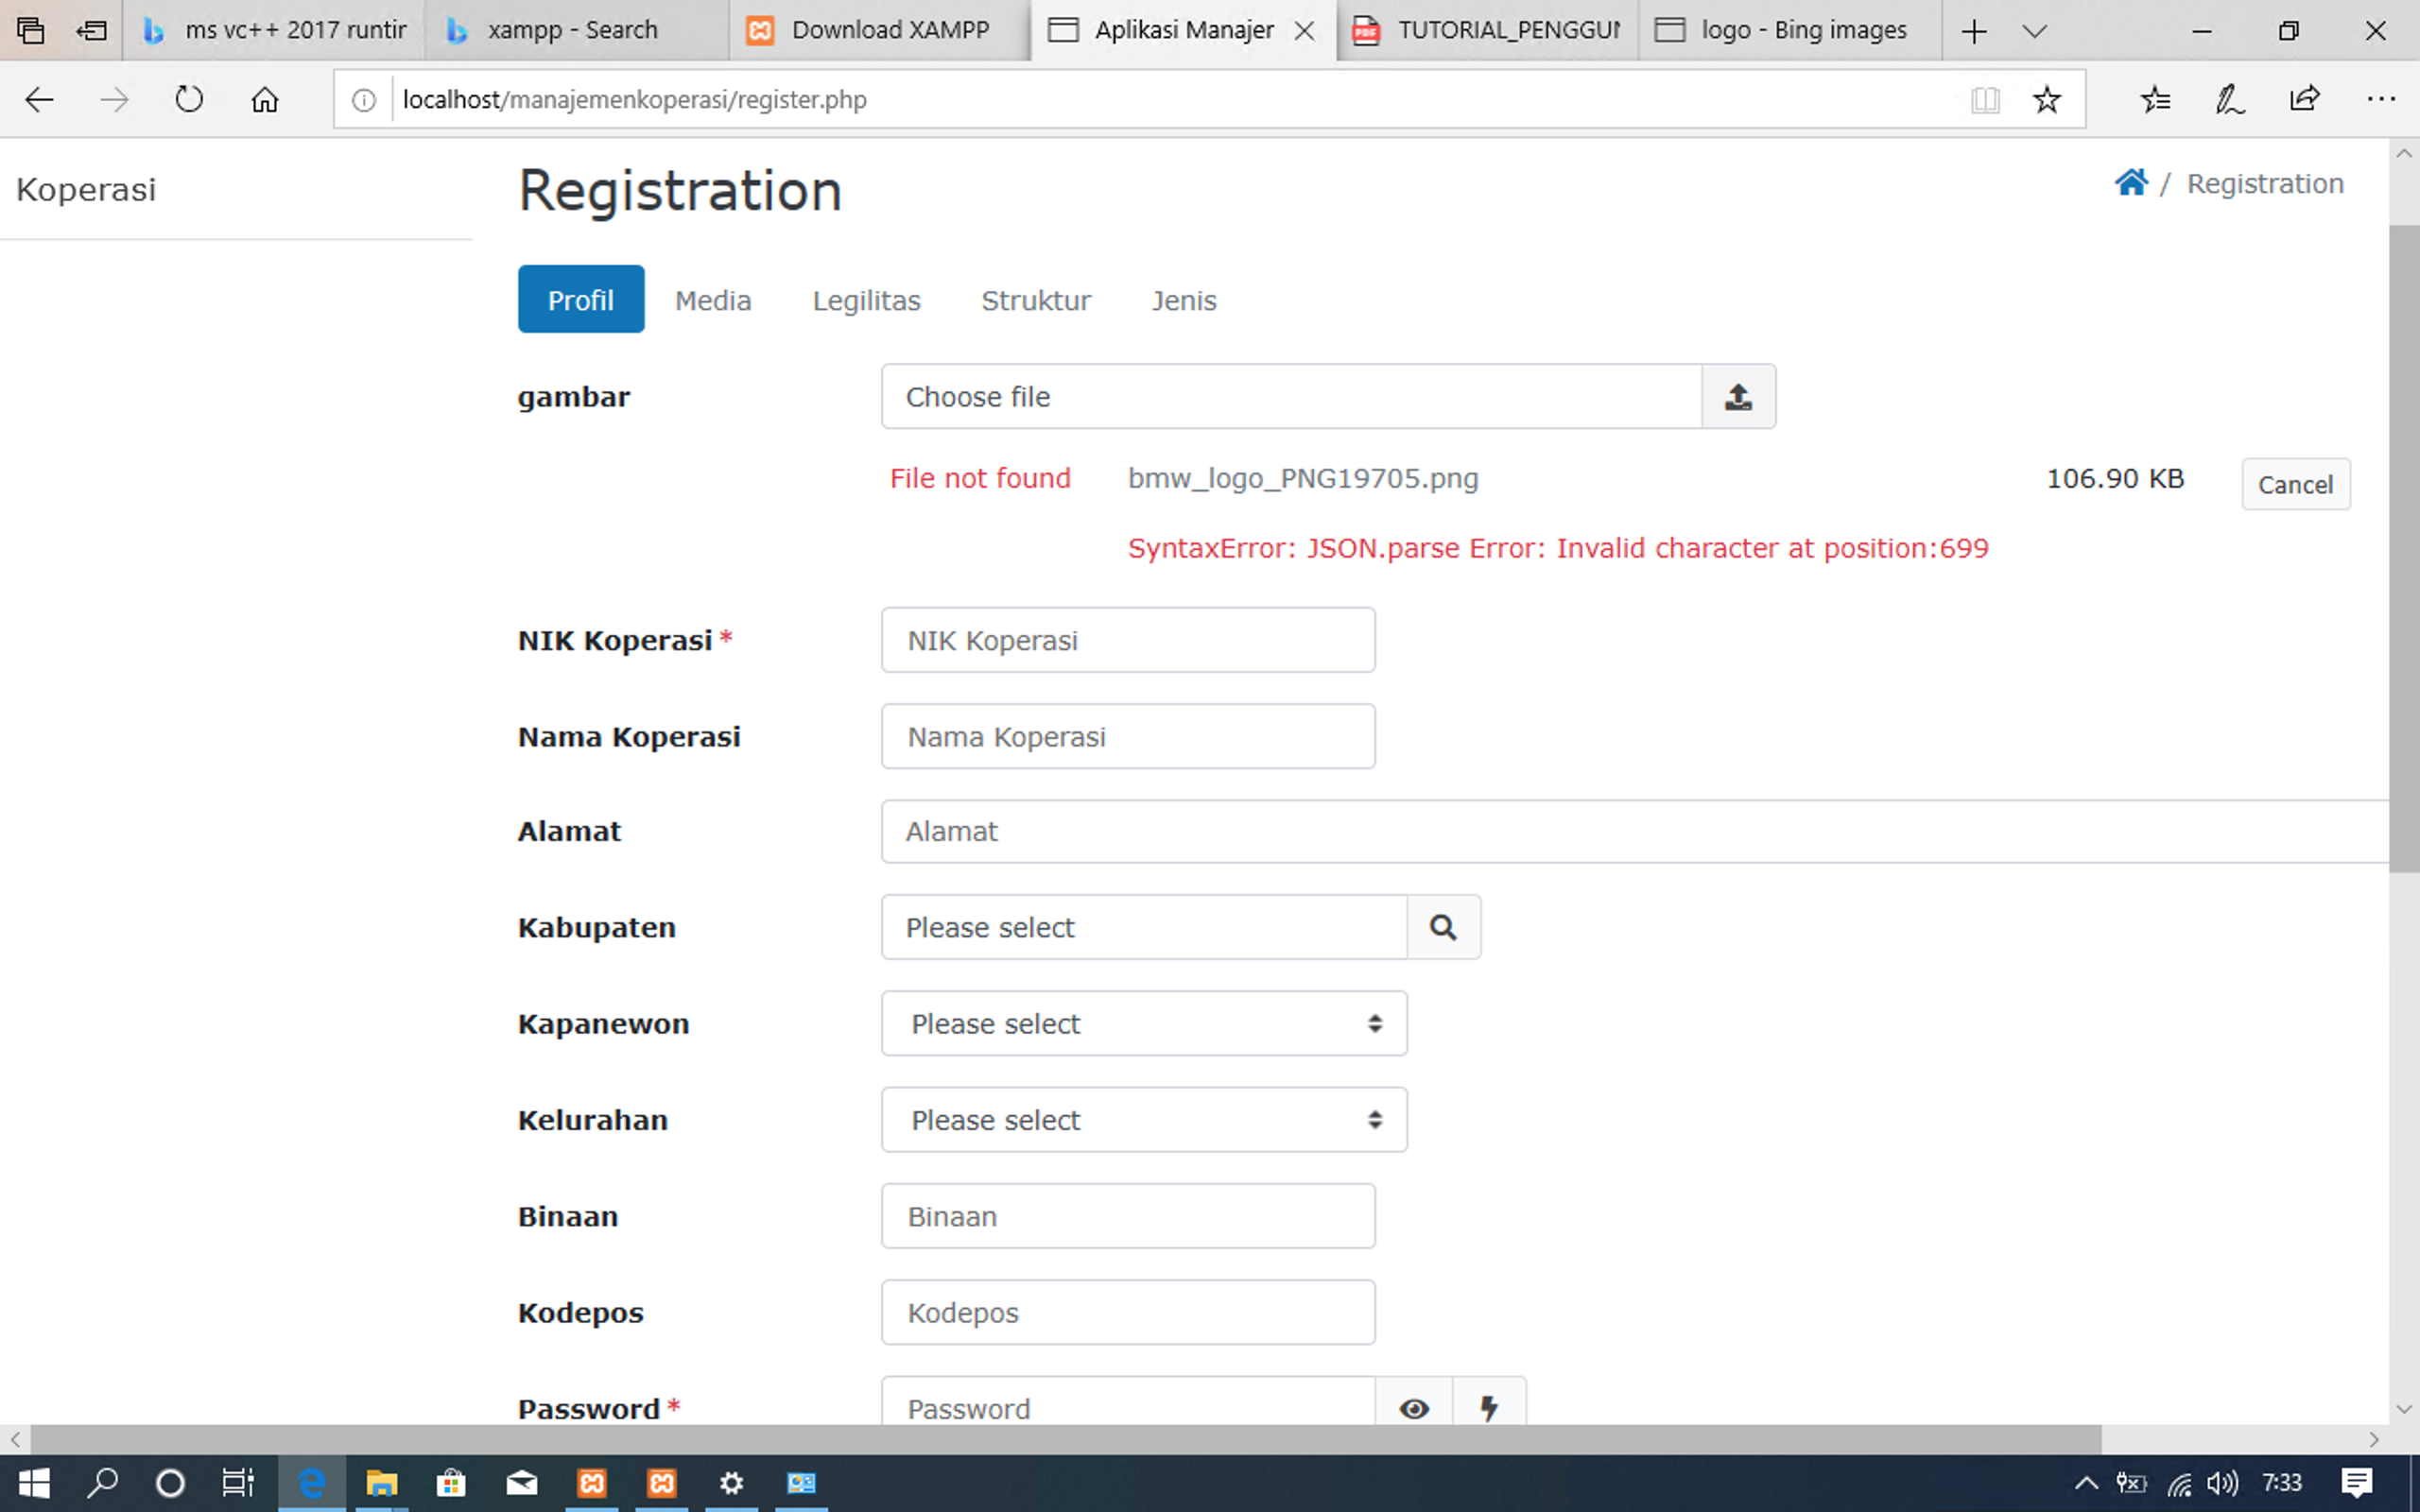 ms vc++ 2017 runtir
xampp - Search
Download XAMPP
Aplikasi Manajer
TUTORIAL_PENGGUN
logo - Bing images
localhost/manajemenkoperasi/register.php
Koperasi
Registration
/ Registration
Profil Media Legilitas Struktur Jenis
gambar Choose file
File not found bmw_logo_PNG19705.png 106.90 KB Cancel
SyntaxError: JSON.parse Error: Invalid character at position:699
NIK Koperasi * NIK Koperasi
Nama Koperasi Nama Koperasi
Alamat Alamat
Kabupaten Please select
Kapanewon Please select
Kelurahan Please select
Binaan Binaan
Kodepos Kodepos
Password * Password
7:33